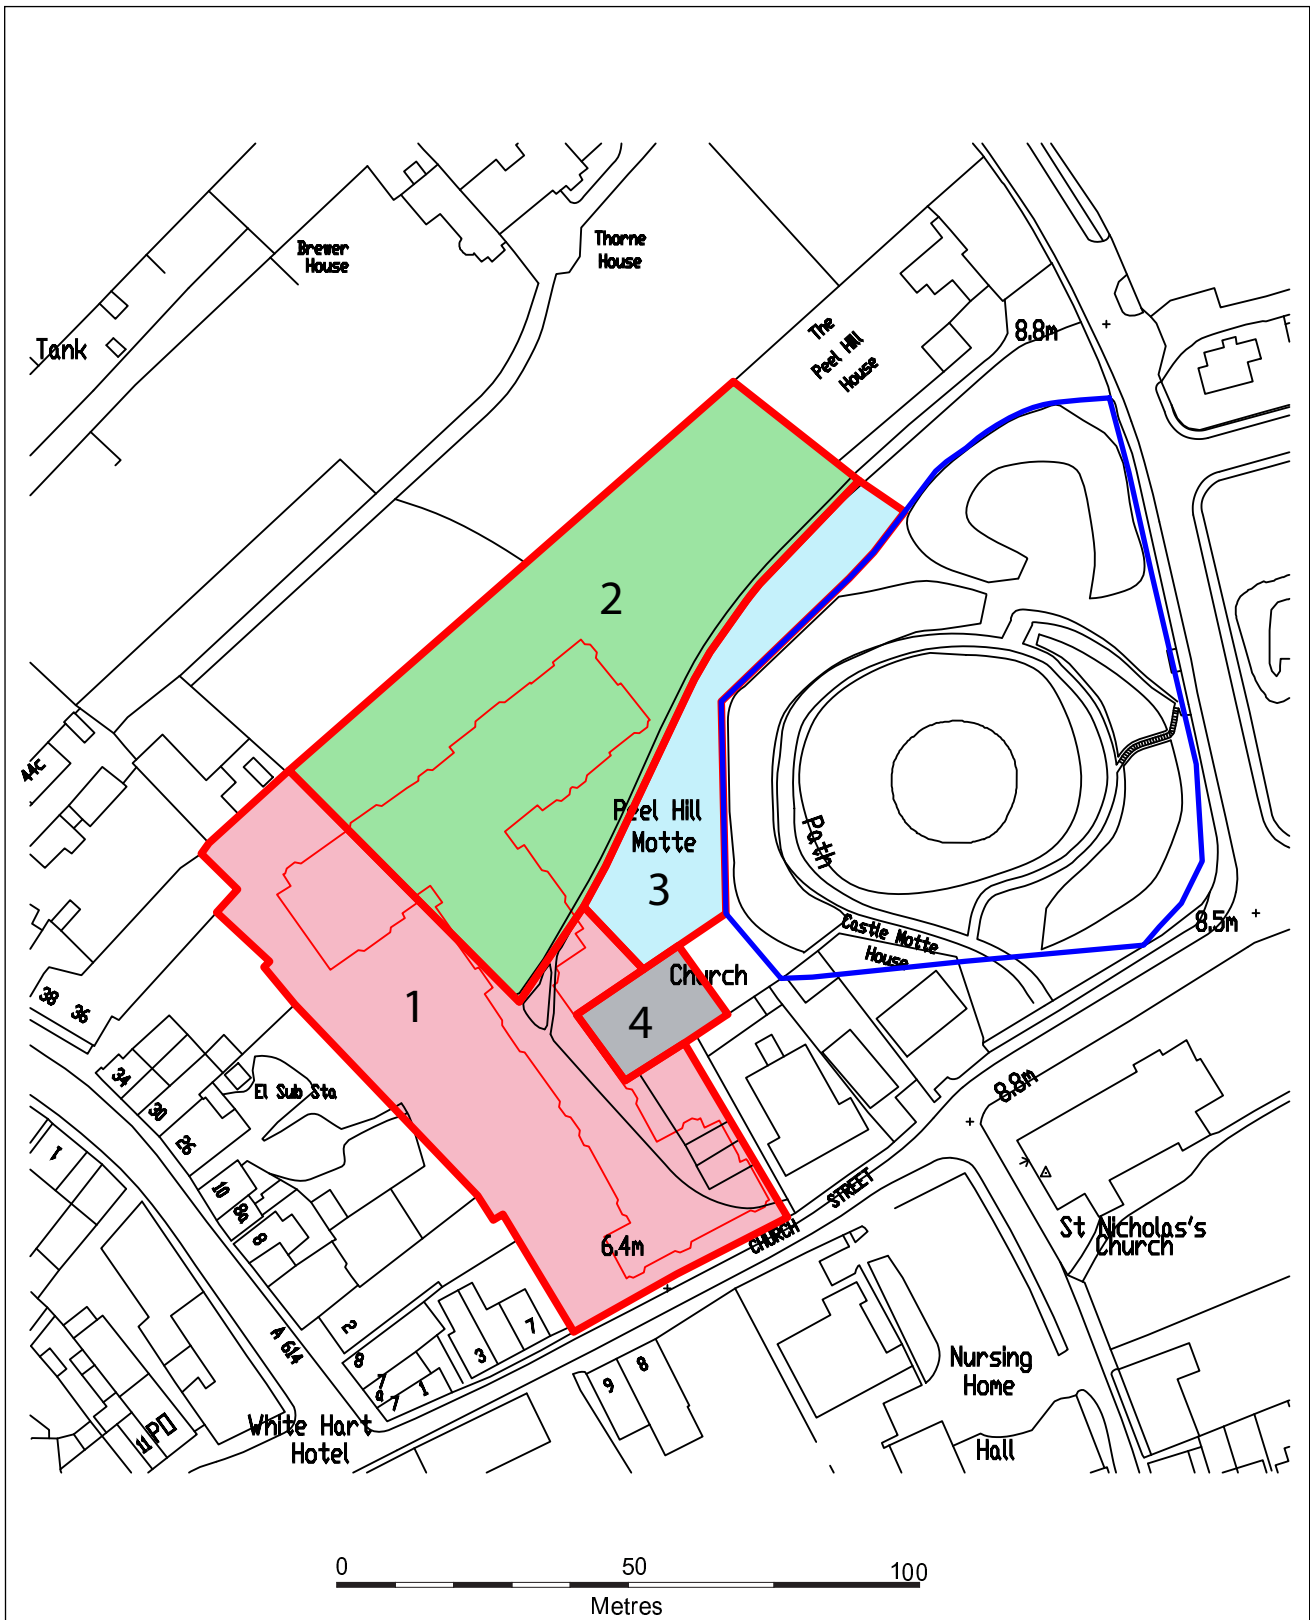 Brewer
House
Thorne
House
Tank
The
Peel Hill
House
8.8m
2
44c
Peel Hill
Motte
3
Path
Castle Motte
House
8.5m
Church
1
4
38
36
El Sub Sta
34
30
26
8.8m
1
10
8a
8
STREET
CHURCH
6.4m
St Nicholas's
Church
A 614
2
8
7
3
7
a
7
1
9
8
Nursing
Home
White Hart
Hotel
11
P
Hall
0
50
100
Metres